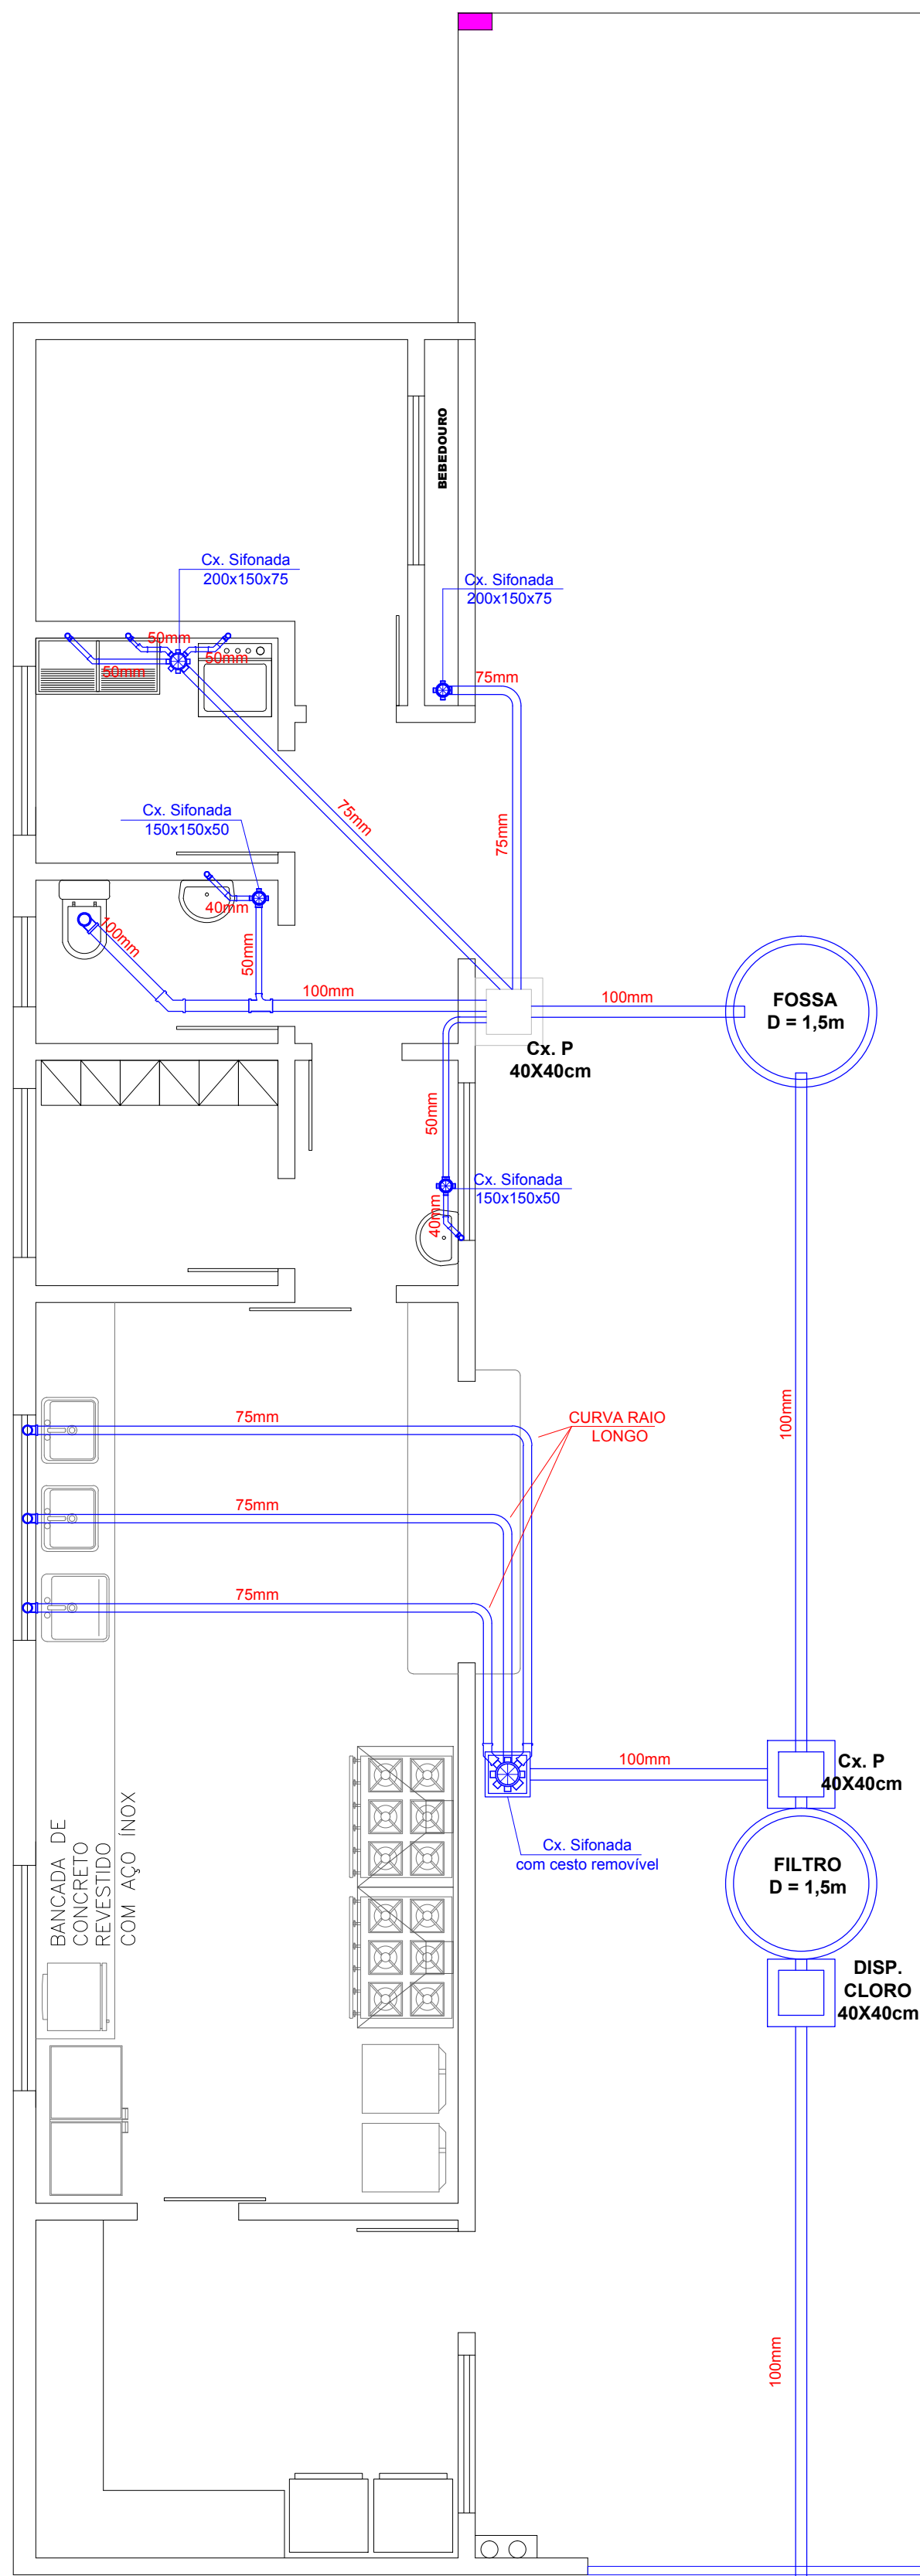 BEBEDOURO
Cx. Sifonada
200x150x75
Cx. Sifonada
200x150x75
50mm
50mm
50mm
75mm
75mm
75mm
Cx. Sifonada
150x150x50
40mm
100mm
50mm
100mm
100mm
FOSSA
D = 1,5m
Cx. P
40X40cm
50mm
Cx. Sifonada
150x150x50
40mm
75mm
CURVA RAIO
LONGO
100mm
75mm
75mm
100mm
Cx. P
40X40cm
Cx. Sifonada
com cesto removível
FILTRO
D = 1,5m
BANCADA DE
CONCRETO
REVESTIDO
COM AÇO ÍNOX
DISP.
CLORO
40X40cm
100mm